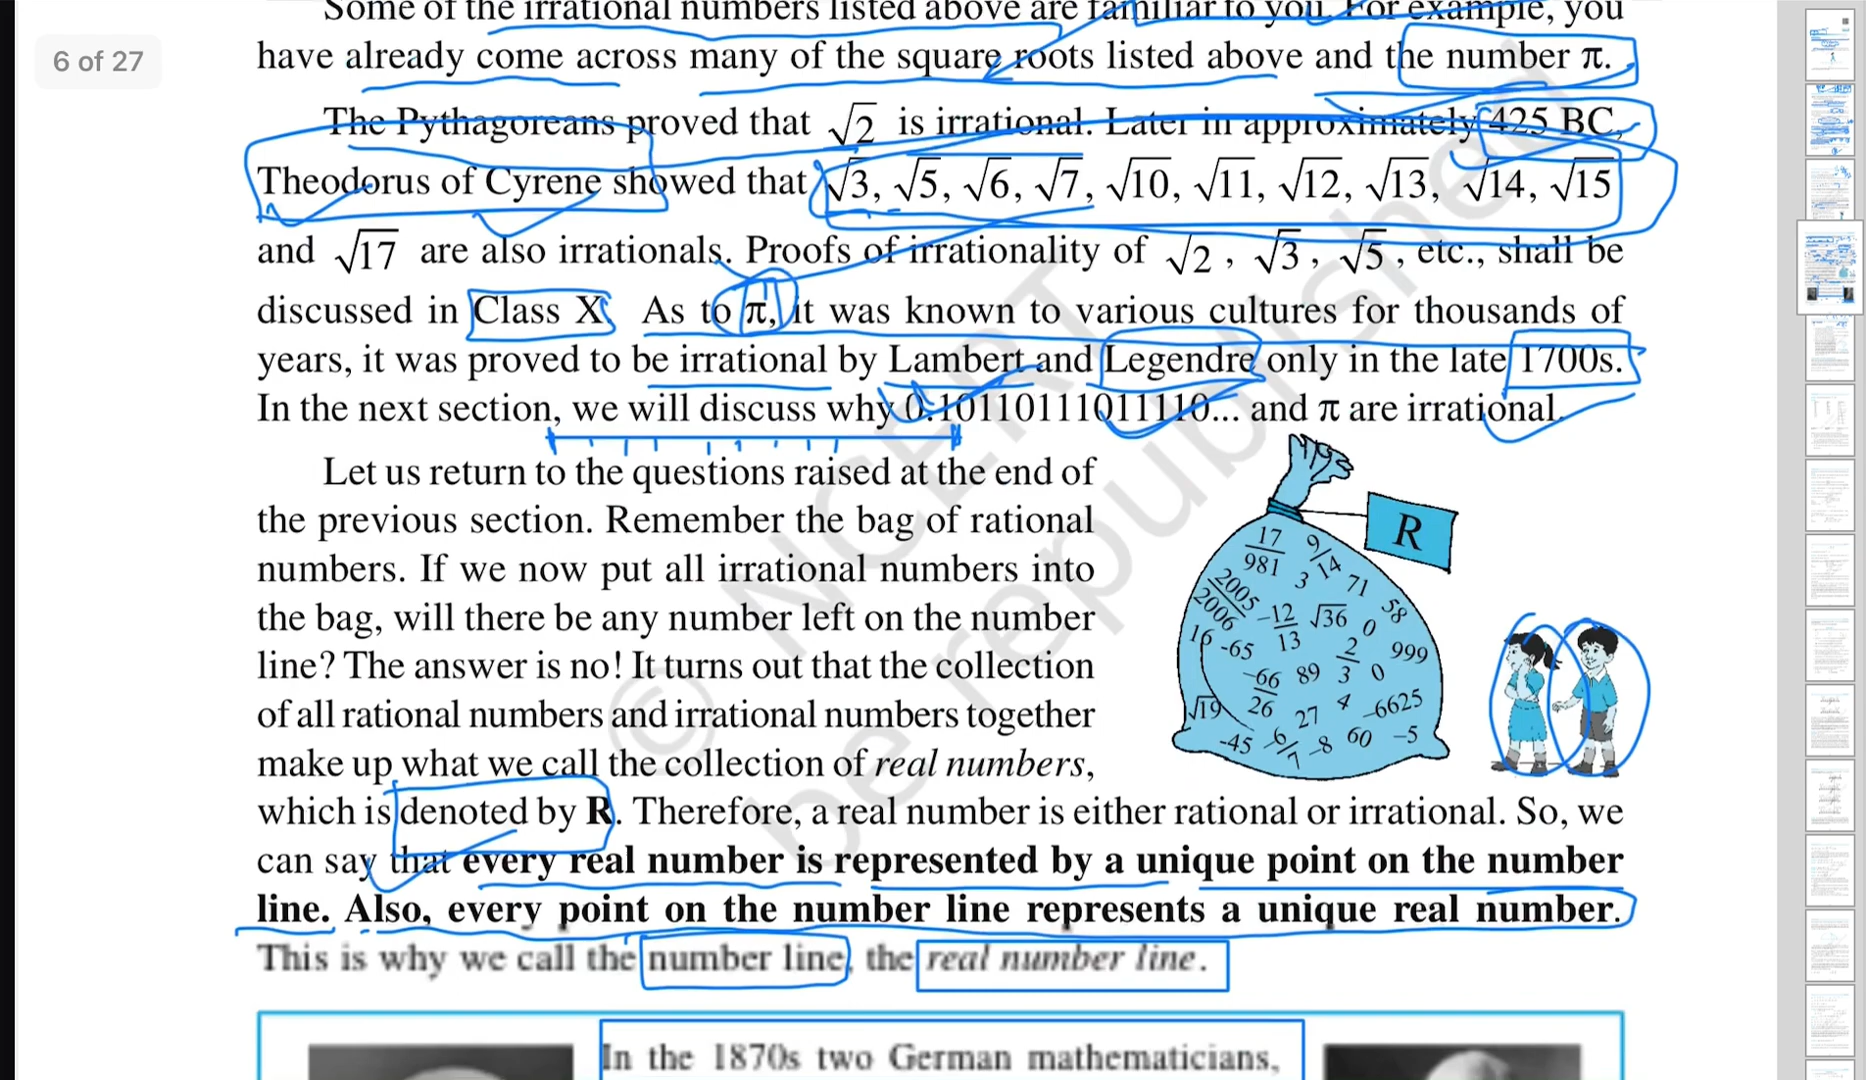 Some of the irrational numbers listed above are familiar to you. For example, you
6 of 27
have already come across many of the square roots listed above and the number π.
The Pythagoreans proved that √2 is irrational. Later in approximately 425 BC,
Theodorus of Cyrene showed that √3, √5, √6, √7, √10, √11, √12, √13, √14, √15
and √17 are also irrationals. Proofs of irrationality of √2, √3, √5, etc., shall be
discussed in Class X. As to π, it was known to various cultures for thousands of
years, it was proved to be irrational by Lambert and Legendre only in the late 1700s.
In the next section, we will discuss why 0.10110111011110... and π are irrational.
Let us return to the questions raised at the end of
the previous section. Remember the bag of rational
numbers. If we now put all irrational numbers into
the bag, will there be any number left on the number
line? The answer is no! It turns out that the collection
of all rational numbers and irrational numbers together
make up what we call the collection of real numbers,
which is denoted by R. Therefore, a real number is either rational or irrational. So, we
can say that every real number is represented by a unique point on the number
line. Also, every point on the number line represents a unique real number.
This is why we call the number line, the real number line.
In the 1870s two German mathematicians,
R
17/981 9/14
3 71
2005/2006 -12/13 √36 0 58
16 -65 2/3 999
-66/26 89 0
√19 27 4 -6625
-45 -6/7 -8 60 -5
© NCERT
be republished